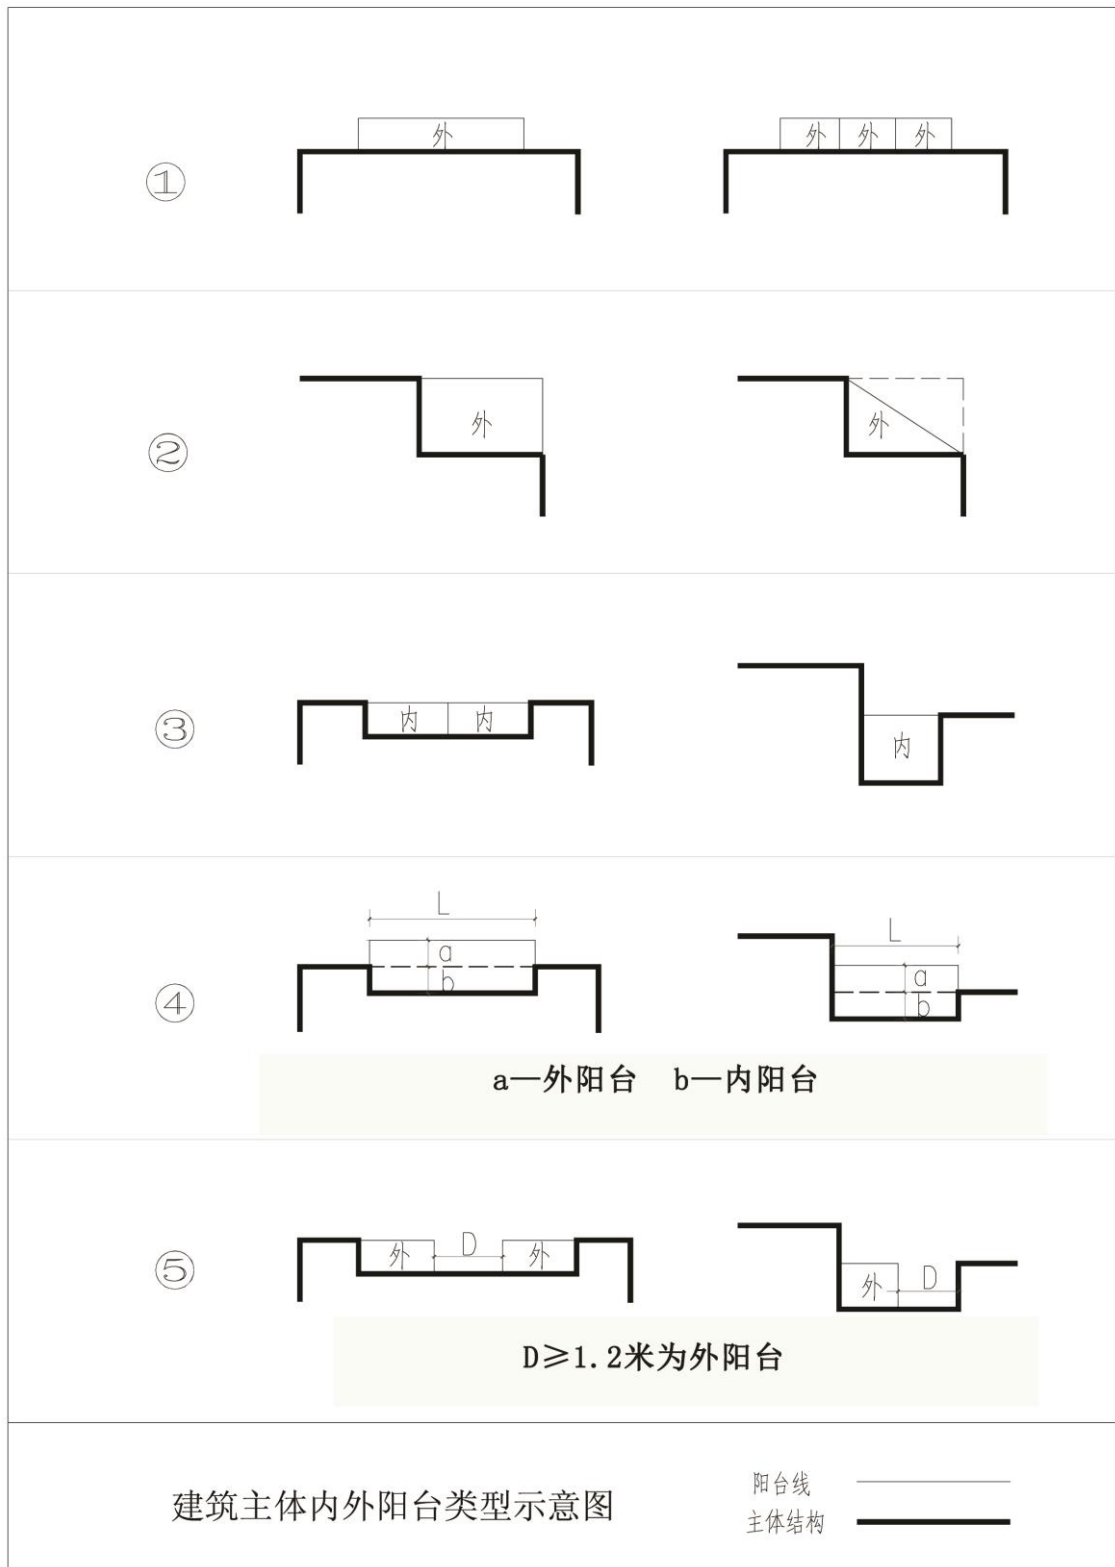 外
外 外 外
①
外
外
②
内 内
内
③
L
a
b
L
a
b
④
a—外阳台 b—内阳台
外 D 外
外 D
⑤
D≥1.2米为外阳台
建筑主体内外阳台类型示意图
阳台线
主体结构